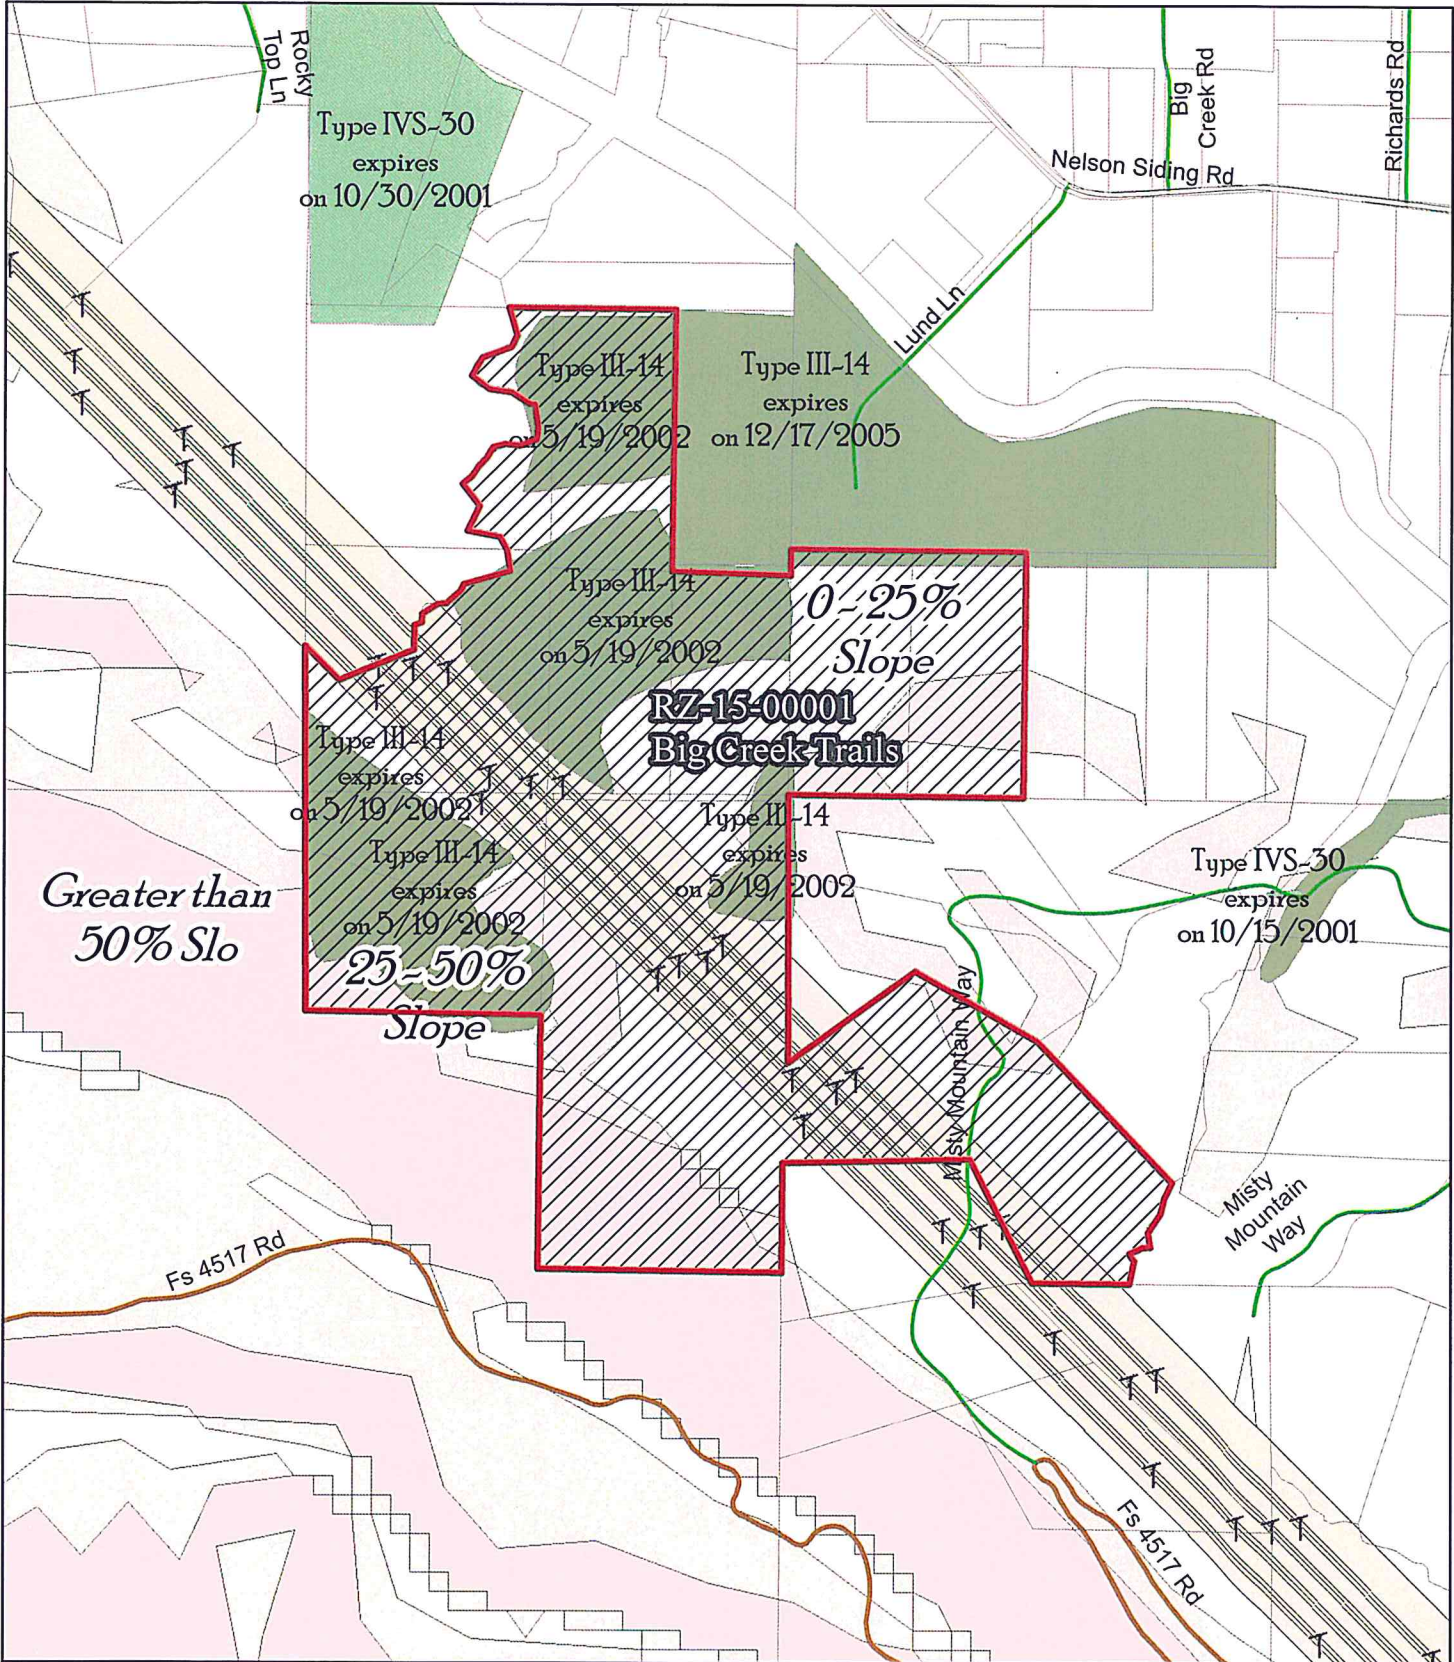 Rocky
Top Ln
Big
Creek Rd
Richards Rd
Type IVS-30
expires
on 10/30/2001
Nelson Siding Rd
Lund Ln
Type III-14
expires
on 5/19/2002
Type III-14
expires
on 12/17/2005
Type III-14
expires
on 5/19/2002
0-25%
Slope
RZ-15-00001
Big Creek Trails
Type III-14
expires
on 5/19/2002
Type III-14
expires
on 5/19/2002
Type III-14
expires
on 5/19/2002
Type IVS-30
expires
on 10/15/2001
Greater than
50% Slo
25-50%
Slope
Misty Mountain Way
Misty
Mountain
Way
Fs 4517 Rd
Fs 4517 Rd